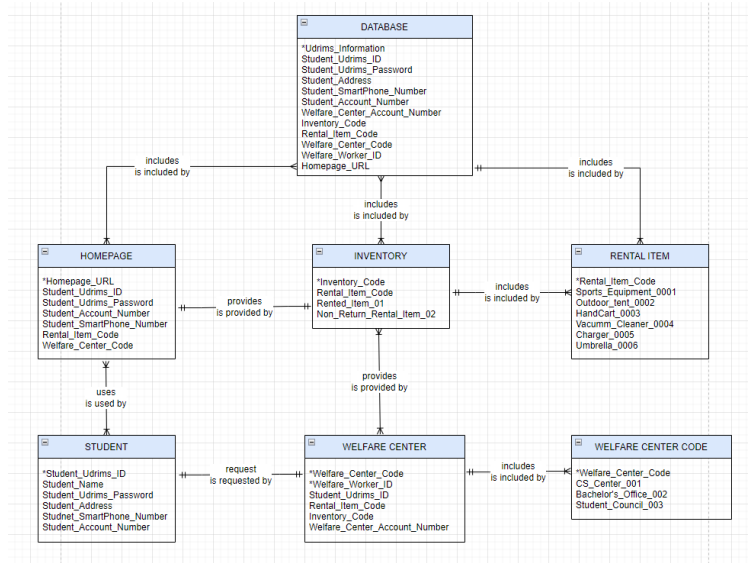 DATABASE
*Udrims_Information
Student_Udrims_ID
Student_Udrims_Password
Student_Address
Student_SmartPhone_Number
Student_Account_Number
Welfare_Center_Account_Number
Inventory_Code
Rental_Item_Code
Welfare_Center_Code
Welfare_Worker_ID
Homepage_URL
includes
is included by
includes
is included by
includes
is included by
HOMEPAGE
*Homepage_URL
Student_Udrims_ID
Student_Udrims_Password
Student_Account_Number
Student_SmartPhone_Number
Rental_Item_Code
Welfare_Center_Code
provides
is provided by
INVENTORY
*Inventory_Code
Rental_Item_Code
Rented_Item_01
Non_Return_Rental_Item_02
includes
is included by
RENTAL ITEM
*Rental_Item_Code
Sports_Equipment_0001
Outdoor_tent_0002
HandCart_0003
Vacumm_Cleaner_0004
Charger_0005
Umbrella_0006
uses
is used by
provides
is provided by
STUDENT
*Student_Udrims_ID
Student_Name
Student_Udrims_Password
Student_Address
Studnet_SmartPhone_Number
Student_Account_Number
request
is requested by
WELFARE CENTER
*Welfare_Center_Code
*Welfare_Worker_ID
Student_Udrims_ID
Rental_Item_Code
Inventory_Code
Welfare_Center_Account_Number
includes
is included by
WELFARE CENTER CODE
*Welfare_Center_Code
CS_Center_001
Bachelor's_Office_002
Student_Council_003